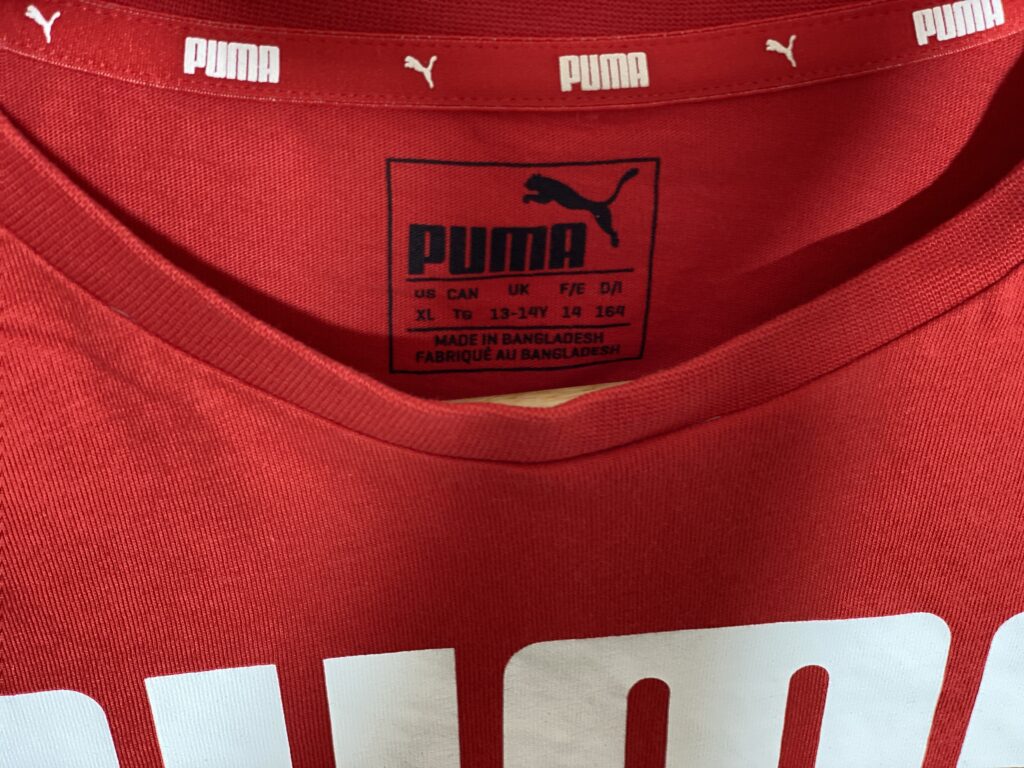 PUMA PUMA PUMA
PUMA
US CAN UK F/E D/I
XL TG 13-14Y 14 164
MADE IN BANGLADESH
FABRIQUÉ AU BANGLADESH
PUMA